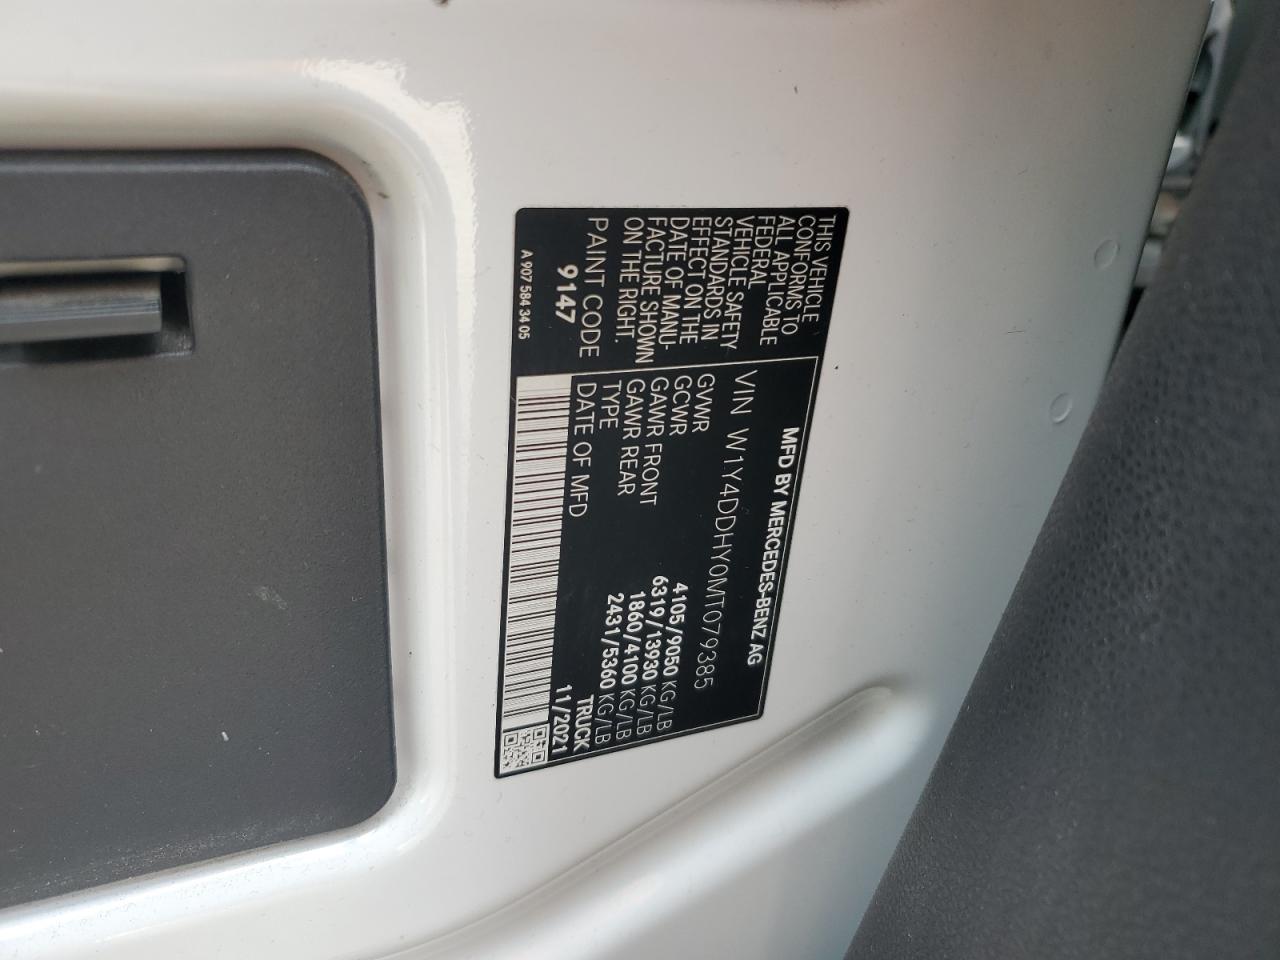 THIS VEHICLE
CONFORMS TO
ALL APPLICABLE
FEDERAL
VEHICLE SAFETY
STANDARDS IN
EFFECT ON THE
DATE OF MANU-
FACTURE SHOWN
ON THE RIGHT.
PAINT CODE
9147
A 907 584 34 05
MFD BY MERCEDES-BENZ AG
VIN W1Y4DDHY0MT079385
GVWR 4105/9050 KG/LB
GCWR 6319/13930 KG/LB
GAWR FRONT 1860/4100 KG/LB
GAWR REAR 2431/5360 KG/LB
TYPE TRUCK
DATE OF MFD 11/2021